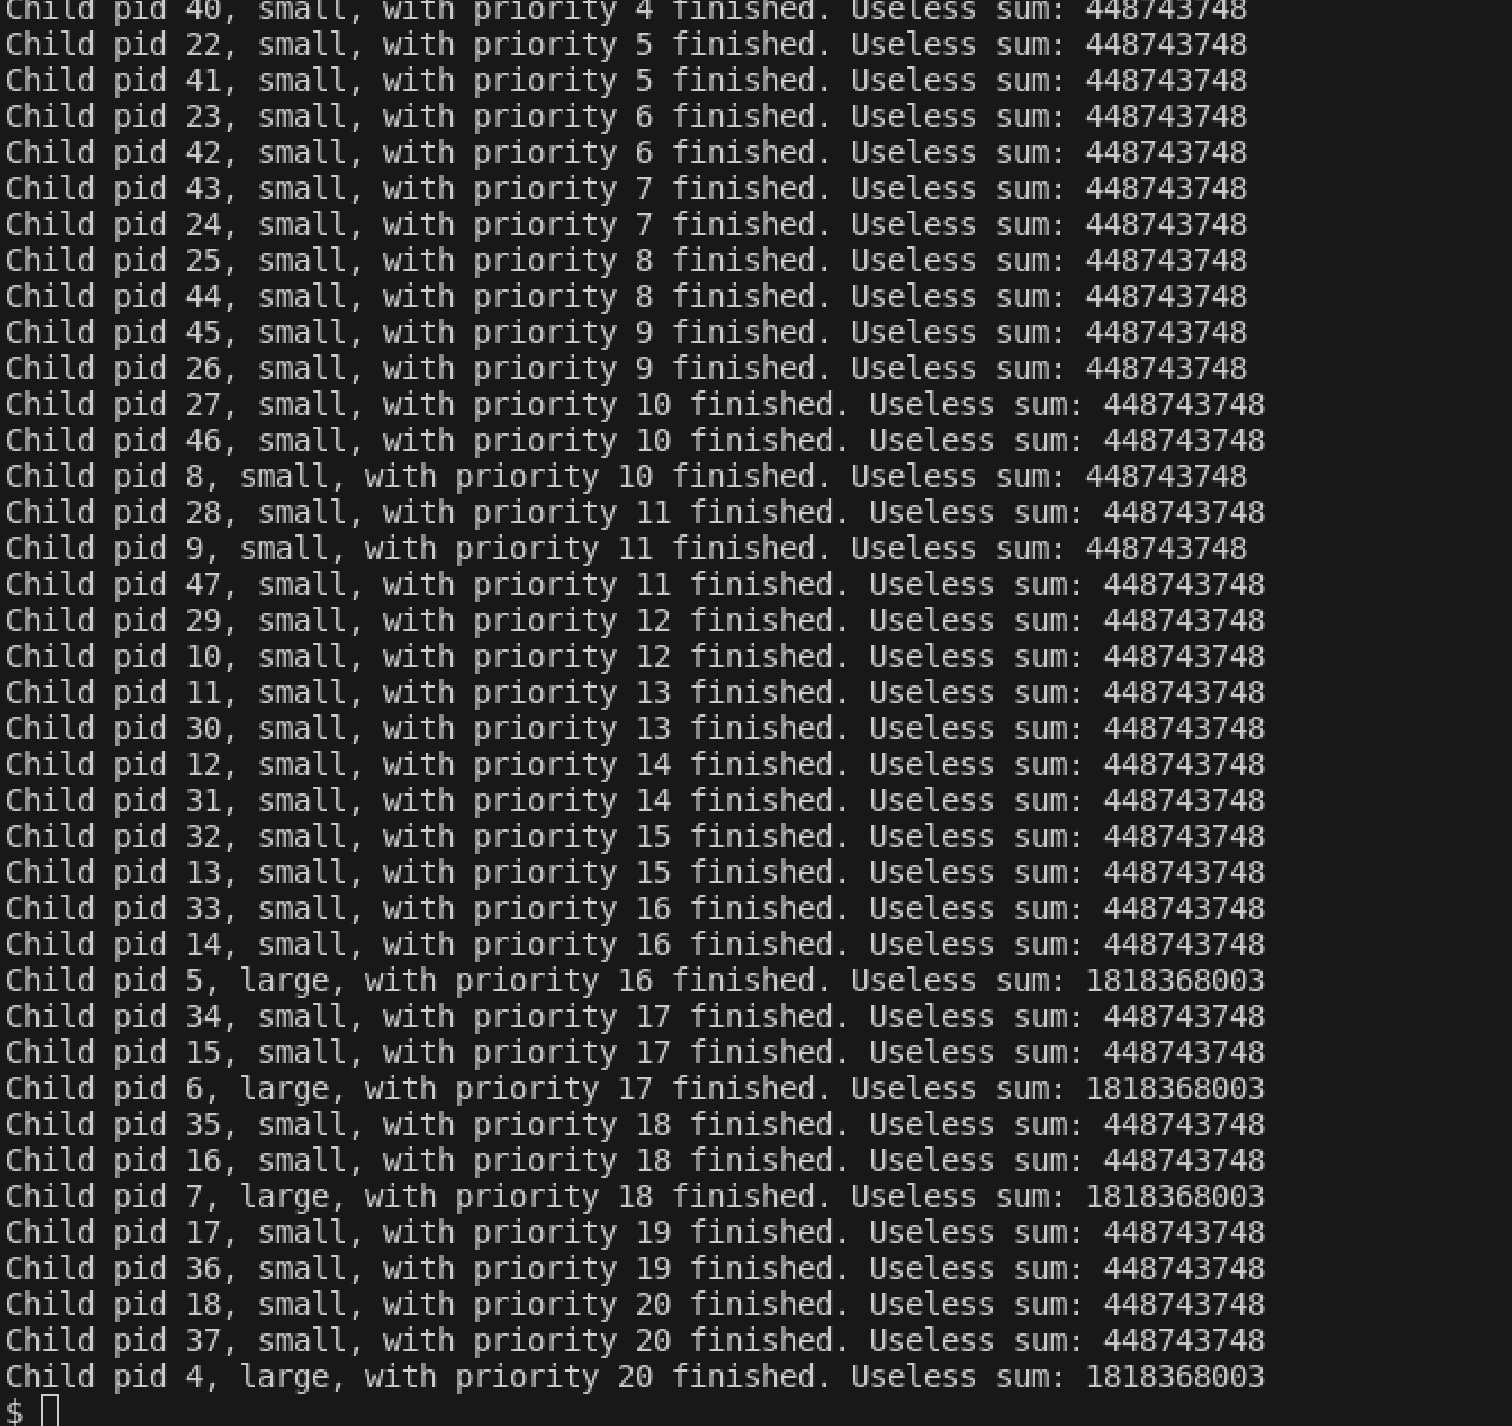 Child pid 40, small, with priority 4 finished. Useless sum: 448743748
Child pid 22, small, with priority 5 finished. Useless sum: 448743748
Child pid 41, small, with priority 5 finished. Useless sum: 448743748
Child pid 23, small, with priority 6 finished. Useless sum: 448743748
Child pid 42, small, with priority 6 finished. Useless sum: 448743748
Child pid 43, small, with priority 7 finished. Useless sum: 448743748
Child pid 24, small, with priority 7 finished. Useless sum: 448743748
Child pid 25, small, with priority 8 finished. Useless sum: 448743748
Child pid 44, small, with priority 8 finished. Useless sum: 448743748
Child pid 45, small, with priority 9 finished. Useless sum: 448743748
Child pid 26, small, with priority 9 finished. Useless sum: 448743748
Child pid 27, small, with priority 10 finished. Useless sum: 448743748
Child pid 46, small, with priority 10 finished. Useless sum: 448743748
Child pid 8, small, with priority 10 finished. Useless sum: 448743748
Child pid 28, small, with priority 11 finished. Useless sum: 448743748
Child pid 9, small, with priority 11 finished. Useless sum: 448743748
Child pid 47, small, with priority 11 finished. Useless sum: 448743748
Child pid 29, small, with priority 12 finished. Useless sum: 448743748
Child pid 10, small, with priority 12 finished. Useless sum: 448743748
Child pid 11, small, with priority 13 finished. Useless sum: 448743748
Child pid 30, small, with priority 13 finished. Useless sum: 448743748
Child pid 12, small, with priority 14 finished. Useless sum: 448743748
Child pid 31, small, with priority 14 finished. Useless sum: 448743748
Child pid 32, small, with priority 15 finished. Useless sum: 448743748
Child pid 13, small, with priority 15 finished. Useless sum: 448743748
Child pid 33, small, with priority 16 finished. Useless sum: 448743748
Child pid 14, small, with priority 16 finished. Useless sum: 448743748
Child pid 5, large, with priority 16 finished. Useless sum: 1818368003
Child pid 34, small, with priority 17 finished. Useless sum: 448743748
Child pid 15, small, with priority 17 finished. Useless sum: 448743748
Child pid 6, large, with priority 17 finished. Useless sum: 1818368003
Child pid 35, small, with priority 18 finished. Useless sum: 448743748
Child pid 16, small, with priority 18 finished. Useless sum: 448743748
Child pid 7, large, with priority 18 finished. Useless sum: 1818368003
Child pid 17, small, with priority 19 finished. Useless sum: 448743748
Child pid 36, small, with priority 19 finished. Useless sum: 448743748
Child pid 18, small, with priority 20 finished. Useless sum: 448743748
Child pid 37, small, with priority 20 finished. Useless sum: 448743748
Child pid 4, large, with priority 20 finished. Useless sum: 1818368003
$